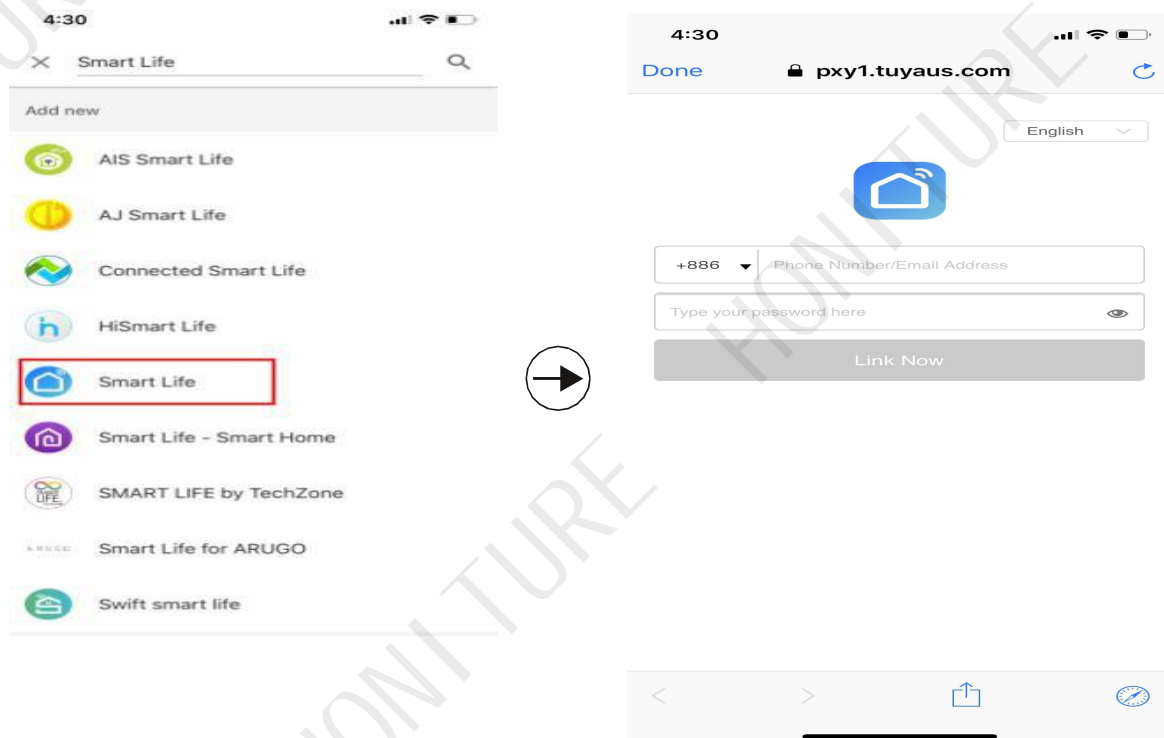 4:30
Smart Life
Add new
AIS Smart Life
AJ Smart Life
Connected Smart Life
HiSmart Life
Smart Life
Smart Life - Smart Home
SMART LIFE by TechZone
Smart Life for ARUGO
Swift smart life
4:30
Done pxy1.tuyaus.com
English
+886 Phone Number/Email Address
Type your password here
Link Now
HONITURE
HONITURE